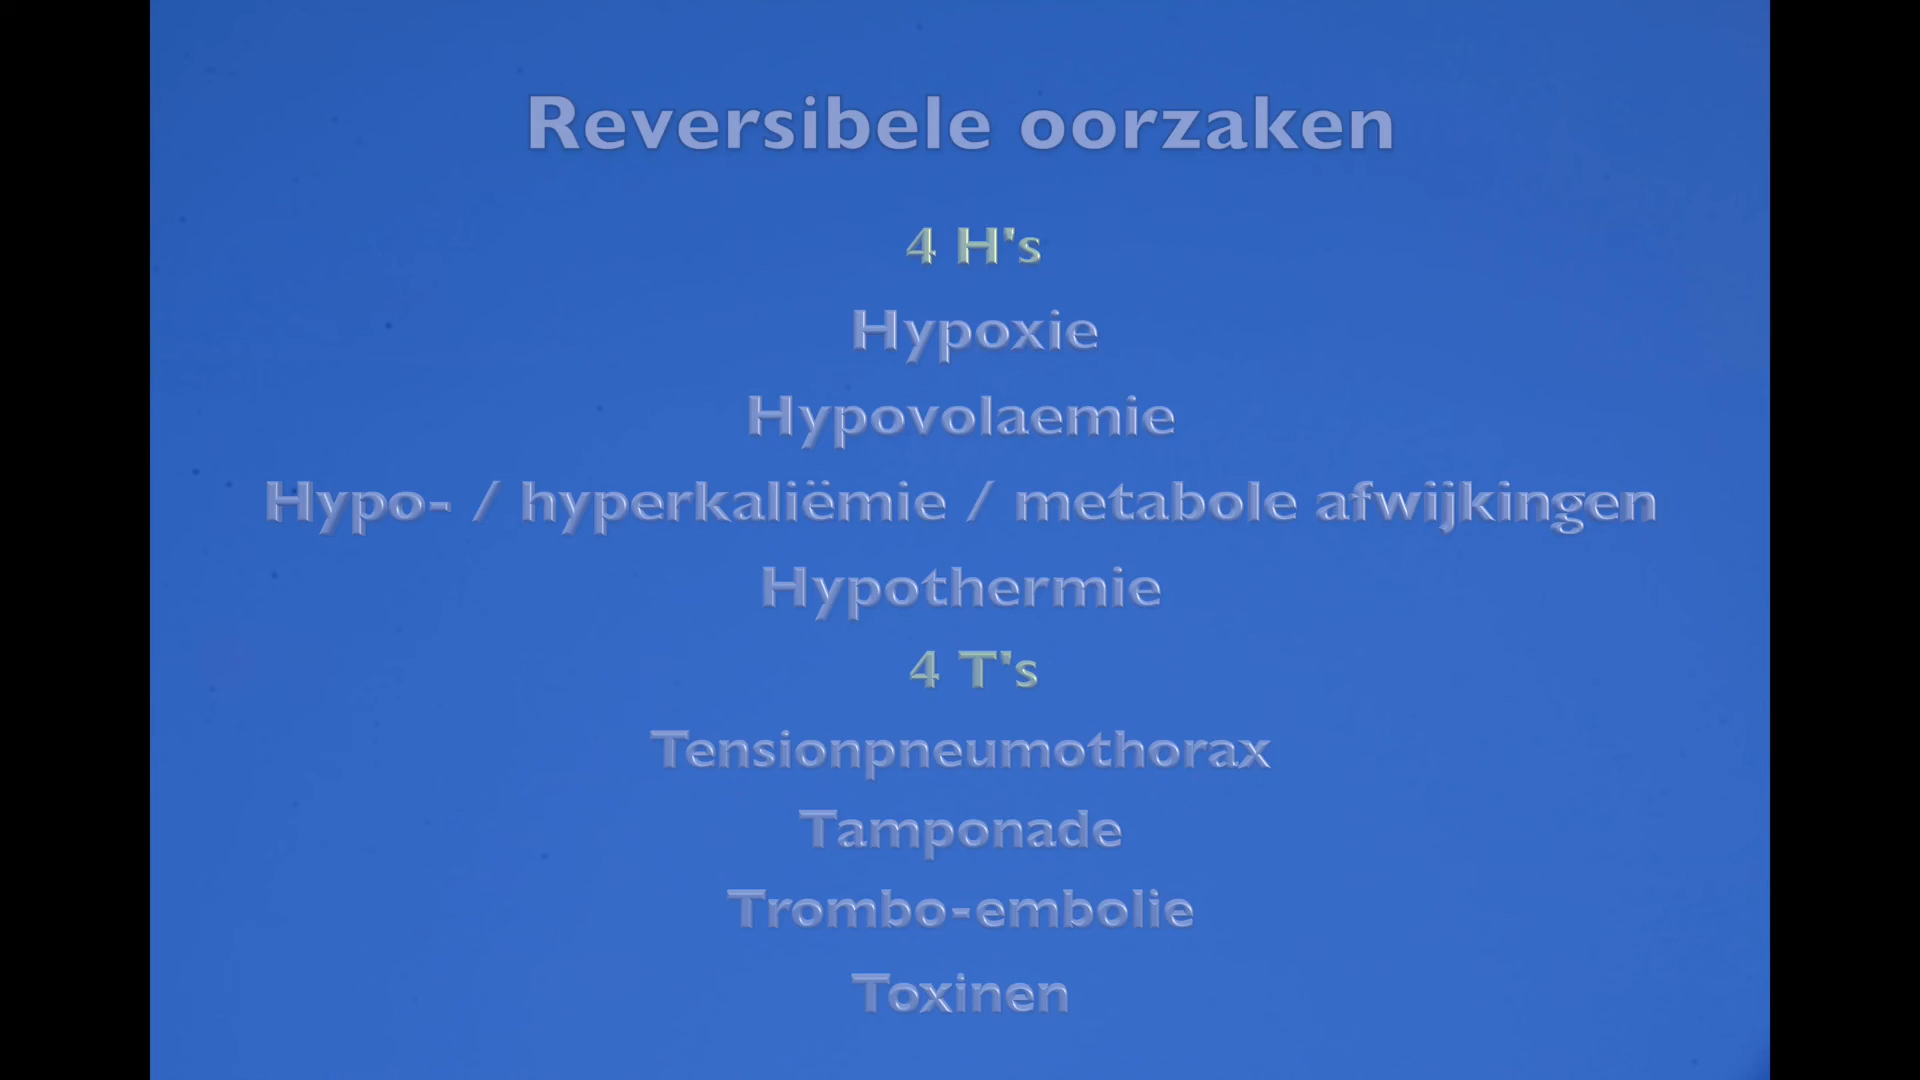 Reversibele oorzaken
4 H's
Hypoxie
Hypovolaemie
Hypo- / hyperkaliëmie / metabole afwijkingen
Hypothermie
4 T's
Tensionpneumothorax
Tamponade
Trombo-embolie
Toxinen